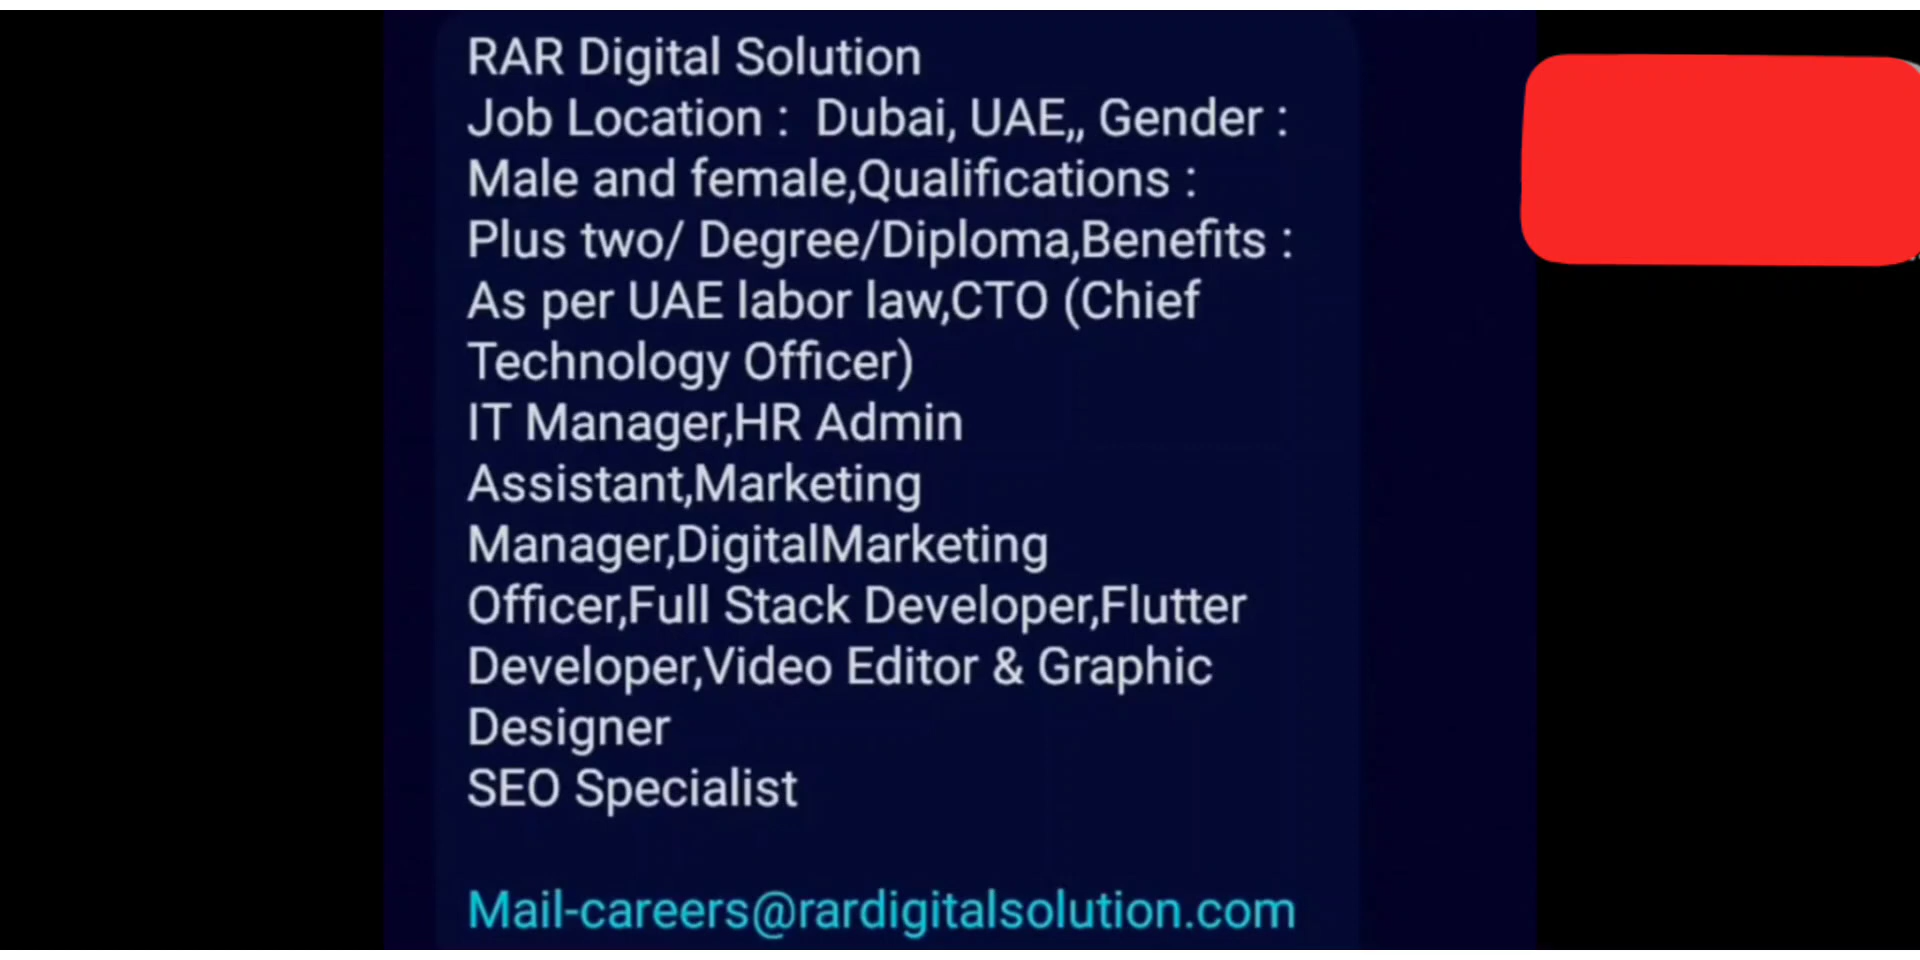 RAR Digital Solution
Job Location :  Dubai, UAE,, Gender :
Male and female,Qualifications :
Plus two/ Degree/Diploma,Benefits :
As per UAE labor law,CTO (Chief
Technology Officer)
IT Manager,HR Admin
Assistant,Marketing
Manager,DigitalMarketing
Officer,Full Stack Developer,Flutter
Developer,Video Editor & Graphic
Designer
SEO Specialist
Mail-careers@rardigitalsolution.com